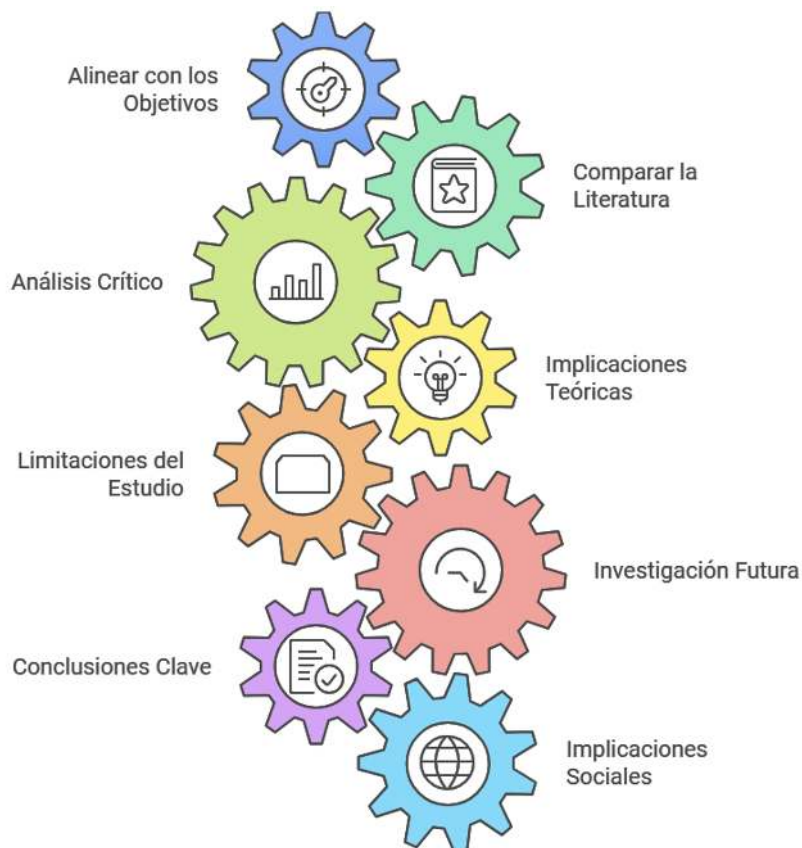 Alinear con los
Objetivos
Comparar la
Literatura
Análisis Crítico
Implicaciones
Teóricas
Limitaciones del
Estudio
Investigación Futura
Conclusiones Clave
Implicaciones
Sociales